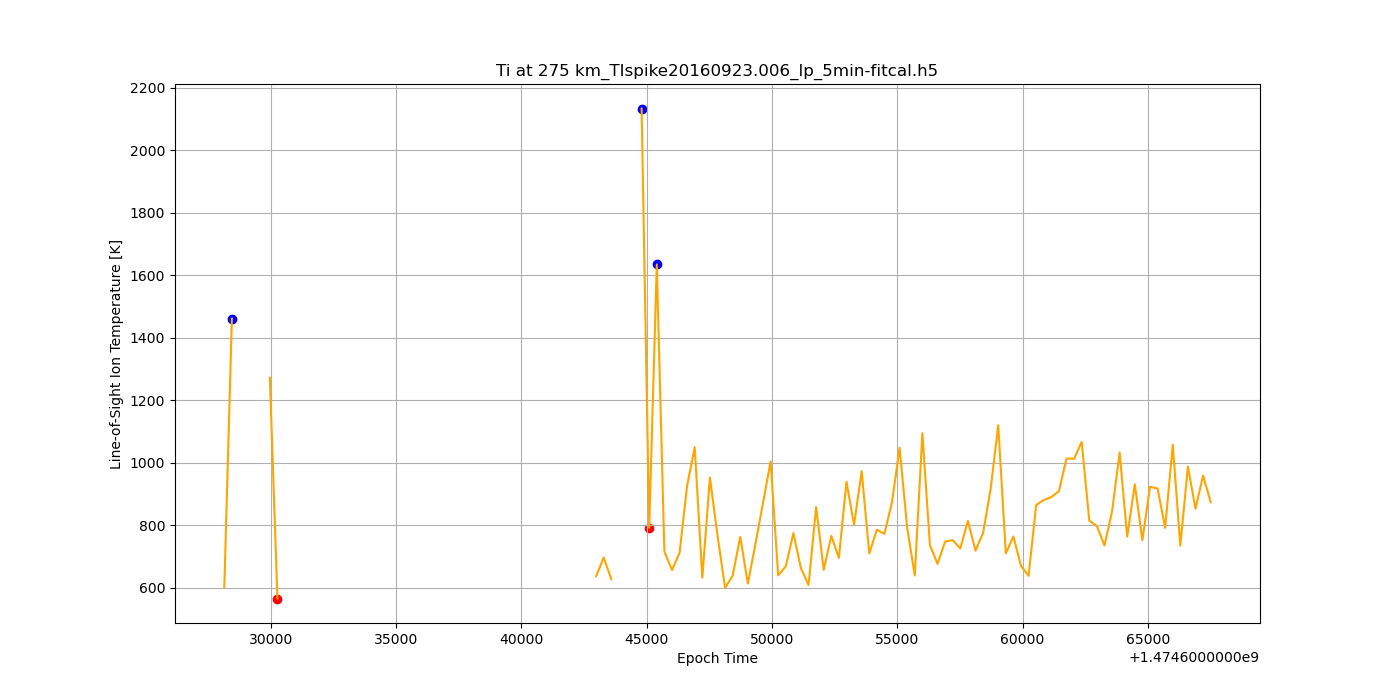 Ti at 275 km_TIspike20160923.006_lp_5min-fitcal.h5
Line-of-Sight Ion Temperature [K]
2200
2000
1800
1600
1400
1200
1000
800
600
30000 35000 40000 45000 50000 55000 60000 65000
Epoch Time
+1.4746000000e9